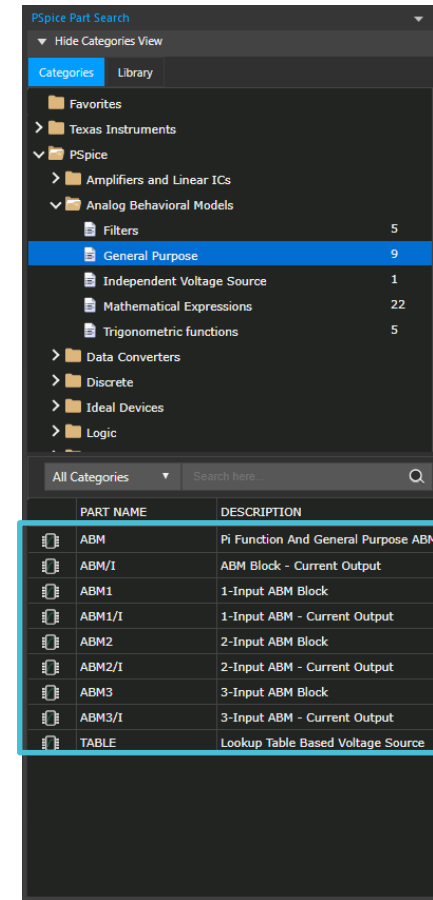 PSpice Part Search
Hide Categories View
Categories Library
Favorites
Texas Instruments
PSpice
Amplifiers and Linear ICs
Analog Behavioral Models
Filters 5
General Purpose 9
Independent Voltage Source 1
Mathematical Expressions 22
Trigonometric functions 5
Data Converters
Discrete
Ideal Devices
Logic
All Categories Search here...
PART NAME DESCRIPTION
ABM Pi Function And General Purpose ABM
ABM/I ABM Block - Current Output
ABM1 1-Input ABM Block
ABM1/I 1-Input ABM - Current Output
ABM2 2-Input ABM Block
ABM2/I 2-Input ABM - Current Output
ABM3 3-Input ABM Block
ABM3/I 3-Input ABM - Current Output
TABLE Lookup Table Based Voltage Source